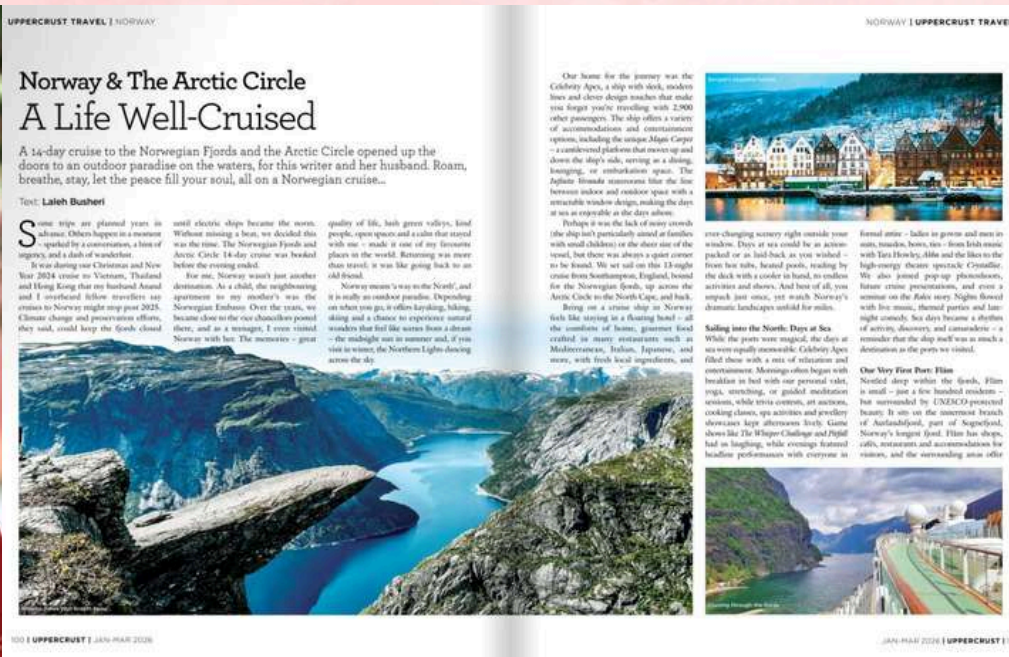 UPPERCRUST TRAVEL | NORWAY
Norway & The Arctic Circle
A Life Well-Cruised
A 14-day cruise to the Norwegian Fjords and the Arctic Circle opened up the
doors to an outdoor paradise on the waters, for this writer and her husband. Roam,
breathe, stay, let the peace fill your soul, all on a Norwegian cruise...
Text: Laleh Busheri
Some trips are planned years in
advance. Others happen in a moment
– sparked by a conversation, a hint of
urgency, and a dash of wanderlust.
It was during our Christmas and New
Year 2024 cruise to Vietnam, Thailand
and Hong Kong that my husband Anand
and I overheard fellow travellers say
cruises to Norway might stop post 2025.
Climate change and preservation efforts,
they said, could keep the fjords closed
until electric ships became the norm.
Without missing a beat, we decided this
was the time. The Norwegian Fjords and
Arctic Circle 14-day cruise was booked
before the evening ended.
For me, Norway wasn't just another
destination. As a child, the neighbouring
apartment to my mother's was the
Norwegian Embassy. Over the years, we
became close to the vice chancellors posted
there, and as a teenager, I even visited
Norway with her. The memories – great
quality of life, lush green valleys, kind
people, open spaces and a calm that stayed
with me – made it one of my favourite
places in the world. Returning was more
than travel; it was like going back to an
old friend.
Norway means 'a way to the North', and
it is really an outdoor paradise. Depending
on when you go, it offers kayaking, hiking,
skiing and a chance to experience natural
wonders that feel like scenes from a dream
– the midnight sun in summer and, if you
visit in winter, the Northern Lights dancing
across the sky.
100 | UPPERCRUST | JAN-MAR 2026
NORWAY | UPPERCRUST TRAVEL
Our home for the journey was the
Celebrity Apex, a ship with sleek, modern
lines and clever design touches that make
you forget you're travelling with 2,900
other passengers. The ship offers a variety
of accommodations and entertainment
options, including the unique Magic Carpet
– a cantilevered platform that moves up and
down the ship's side, serving as a dining,
lounging, or embarkation space. The
Infinite Veranda staterooms blur the line
between indoor and outdoor space with a
retractable window design, making the days
at sea as enjoyable as the days ashore.
Perhaps it was the lack of noisy crowds
(the ship isn't particularly aimed at families
with small children) or the sheer size of the
vessel, but there was always a quiet corner
to be found. We set sail on this 13-night
cruise from Southampton, England, bound
for the Norwegian fjords, up across the
Arctic Circle to the North Cape, and back.
Being on a cruise ship in Norway
feels like staying in a floating hotel – all
the comforts of home, gourmet food
crafted in many restaurants such as
Mediterranean, Italian, Japanese, and
more, with fresh local ingredients, and
ever-changing scenery right outside your
window. Days at sea could be as action-
packed or as laid-back as you wished –
from hot tubs, heated pools, reading by
the deck with a cooler in hand, to endless
activities and shows. And best of all, you
unpack just once, yet watch Norway's
dramatic landscapes unfold for miles.
Sailing into the North: Days at Sea
While the ports were magical, the days at
sea were equally memorable. Celebrity Apex
filled these with a mix of relaxation and
entertainment. Mornings often began with
breakfast in bed with our personal valet,
yoga, stretching, or guided meditation
sessions, while trivia contests, art auctions,
cooking classes, spa activities and jewellery
showcases kept afternoons lively. Game
shows like The Whisper Challenge and Pitfall
had us laughing, while evenings featured
headline performances with everyone in
formal attire – ladies in gowns and men in
suits, tuxedos, bows, ties – from Irish music
with Tara Howley, Abba and the likes to the
high-energy theatre spectacle Crystallize.
We also joined pop-up photoshoots,
future cruise presentations, and even a
seminar on the Rolex story. Nights flowed
with live music, themed parties and late-
night comedy. Sea days became a rhythm
of activity, discovery, and camaraderie – a
reminder that the ship itself was as much a
destination as the ports we visited.
Our Very First Port: Flåm
Nestled deep within the fjords, Flåm
is small – just a few hundred residents –
but surrounded by UNESCO-protected
beauty. It sits on the innermost branch
of Aurlandsfjord, part of Sognefjord,
Norway's longest fjord. Flåm has shops,
cafés, restaurants and accommodations for
visitors, and the surrounding areas offer
JAN-MAR 2026 | UPPERCRUST |